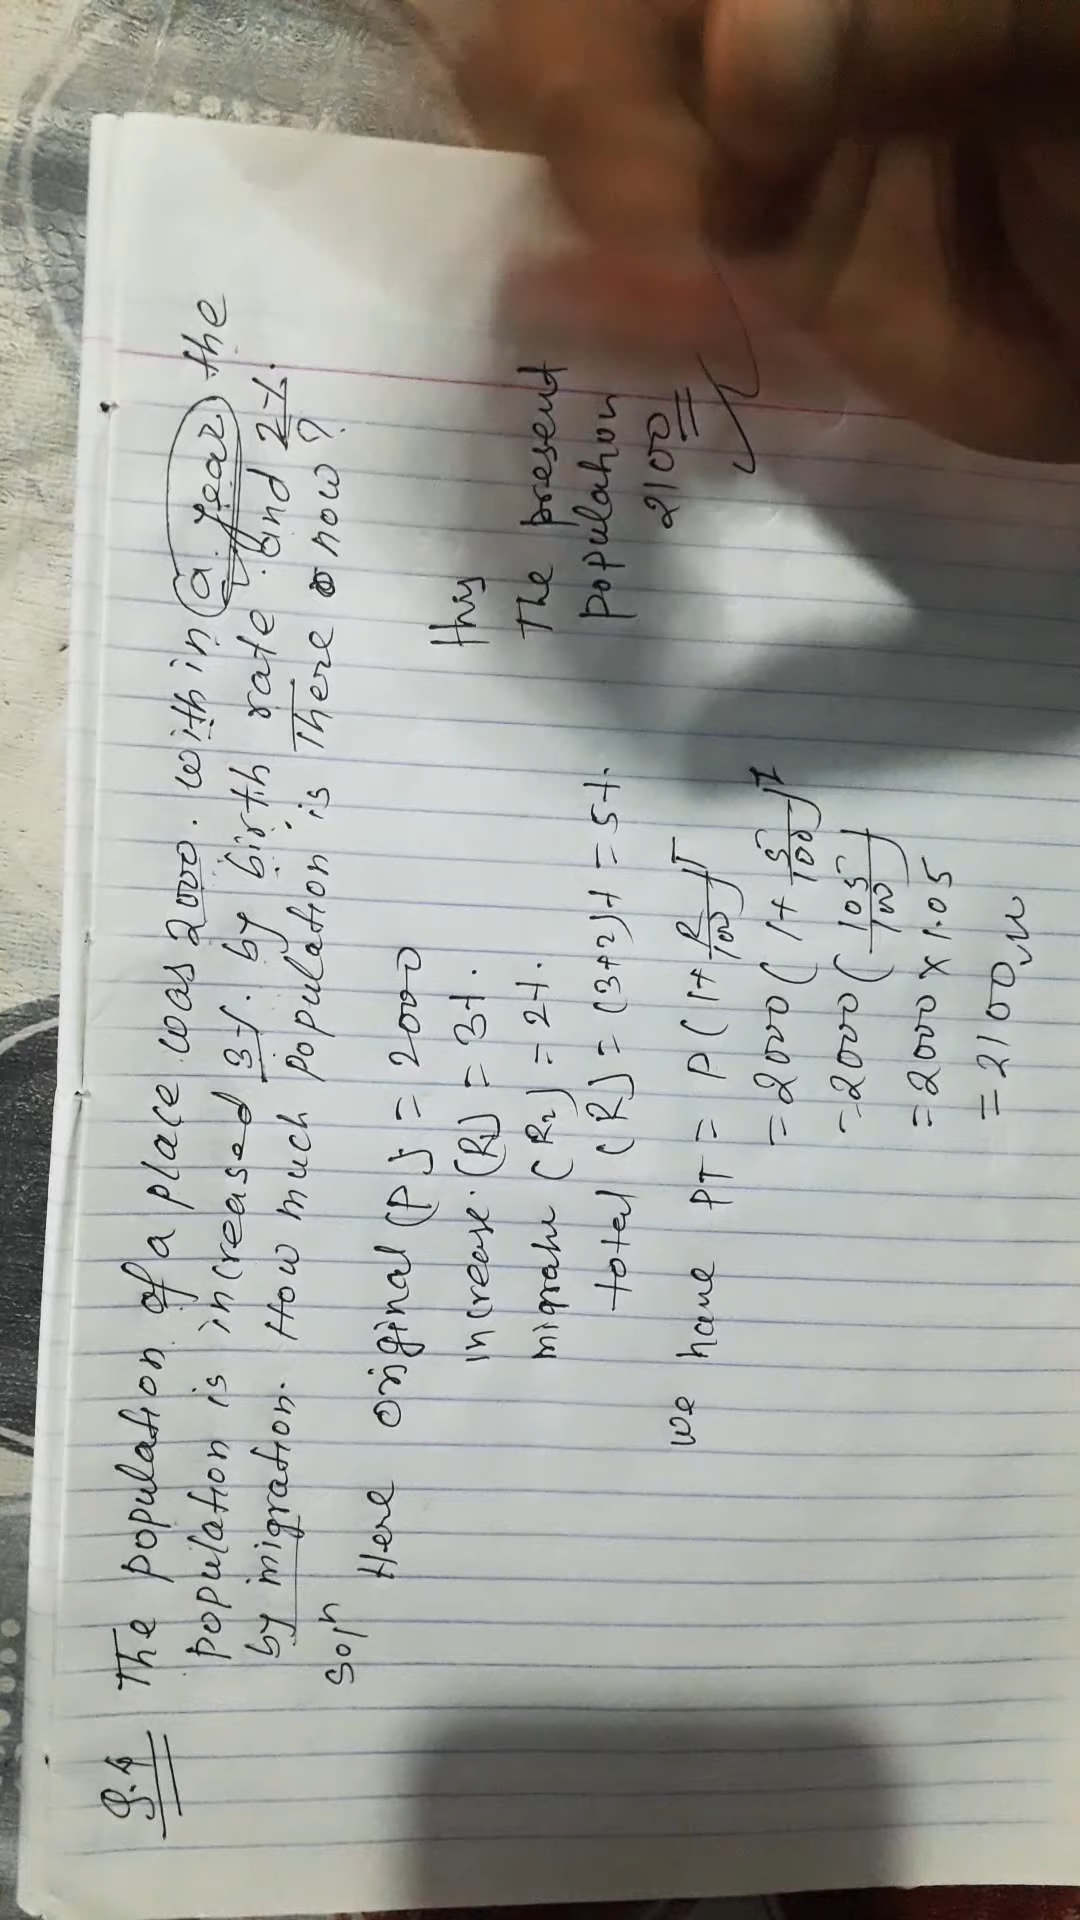 Q.4 The population of a place was 2000. with in a year the
population is increased 3%. by birth rate. and 2%.
by migration. How much population is There now?
Soln
Here original (P) = 2000
increase. (R1) = 3%.
migrate (R2) = 2%.
total (R) = (3+2)% = 5%.
we have PT = P(1+R/100)T
= 2000 (1+5/100)1
= 2000 (105/100)
= 2000 × 1.05
= 2100
The present
population
2100